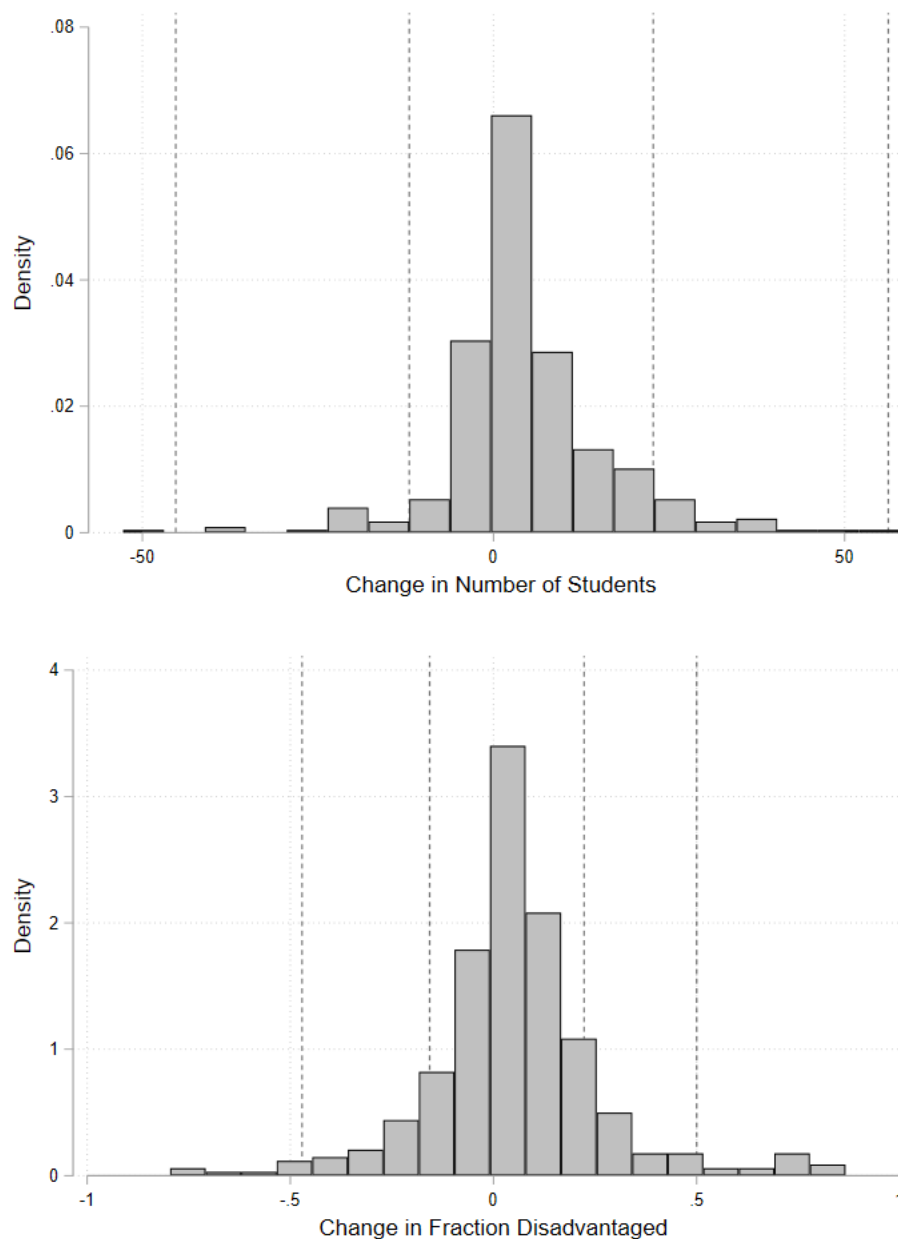 .08
.06
.04
.02
0
Density
-50 0 50
Change in Number of Students
4
3
2
1
0
Density
-1 -.5 0 .5 1
Change in Fraction Disadvantaged